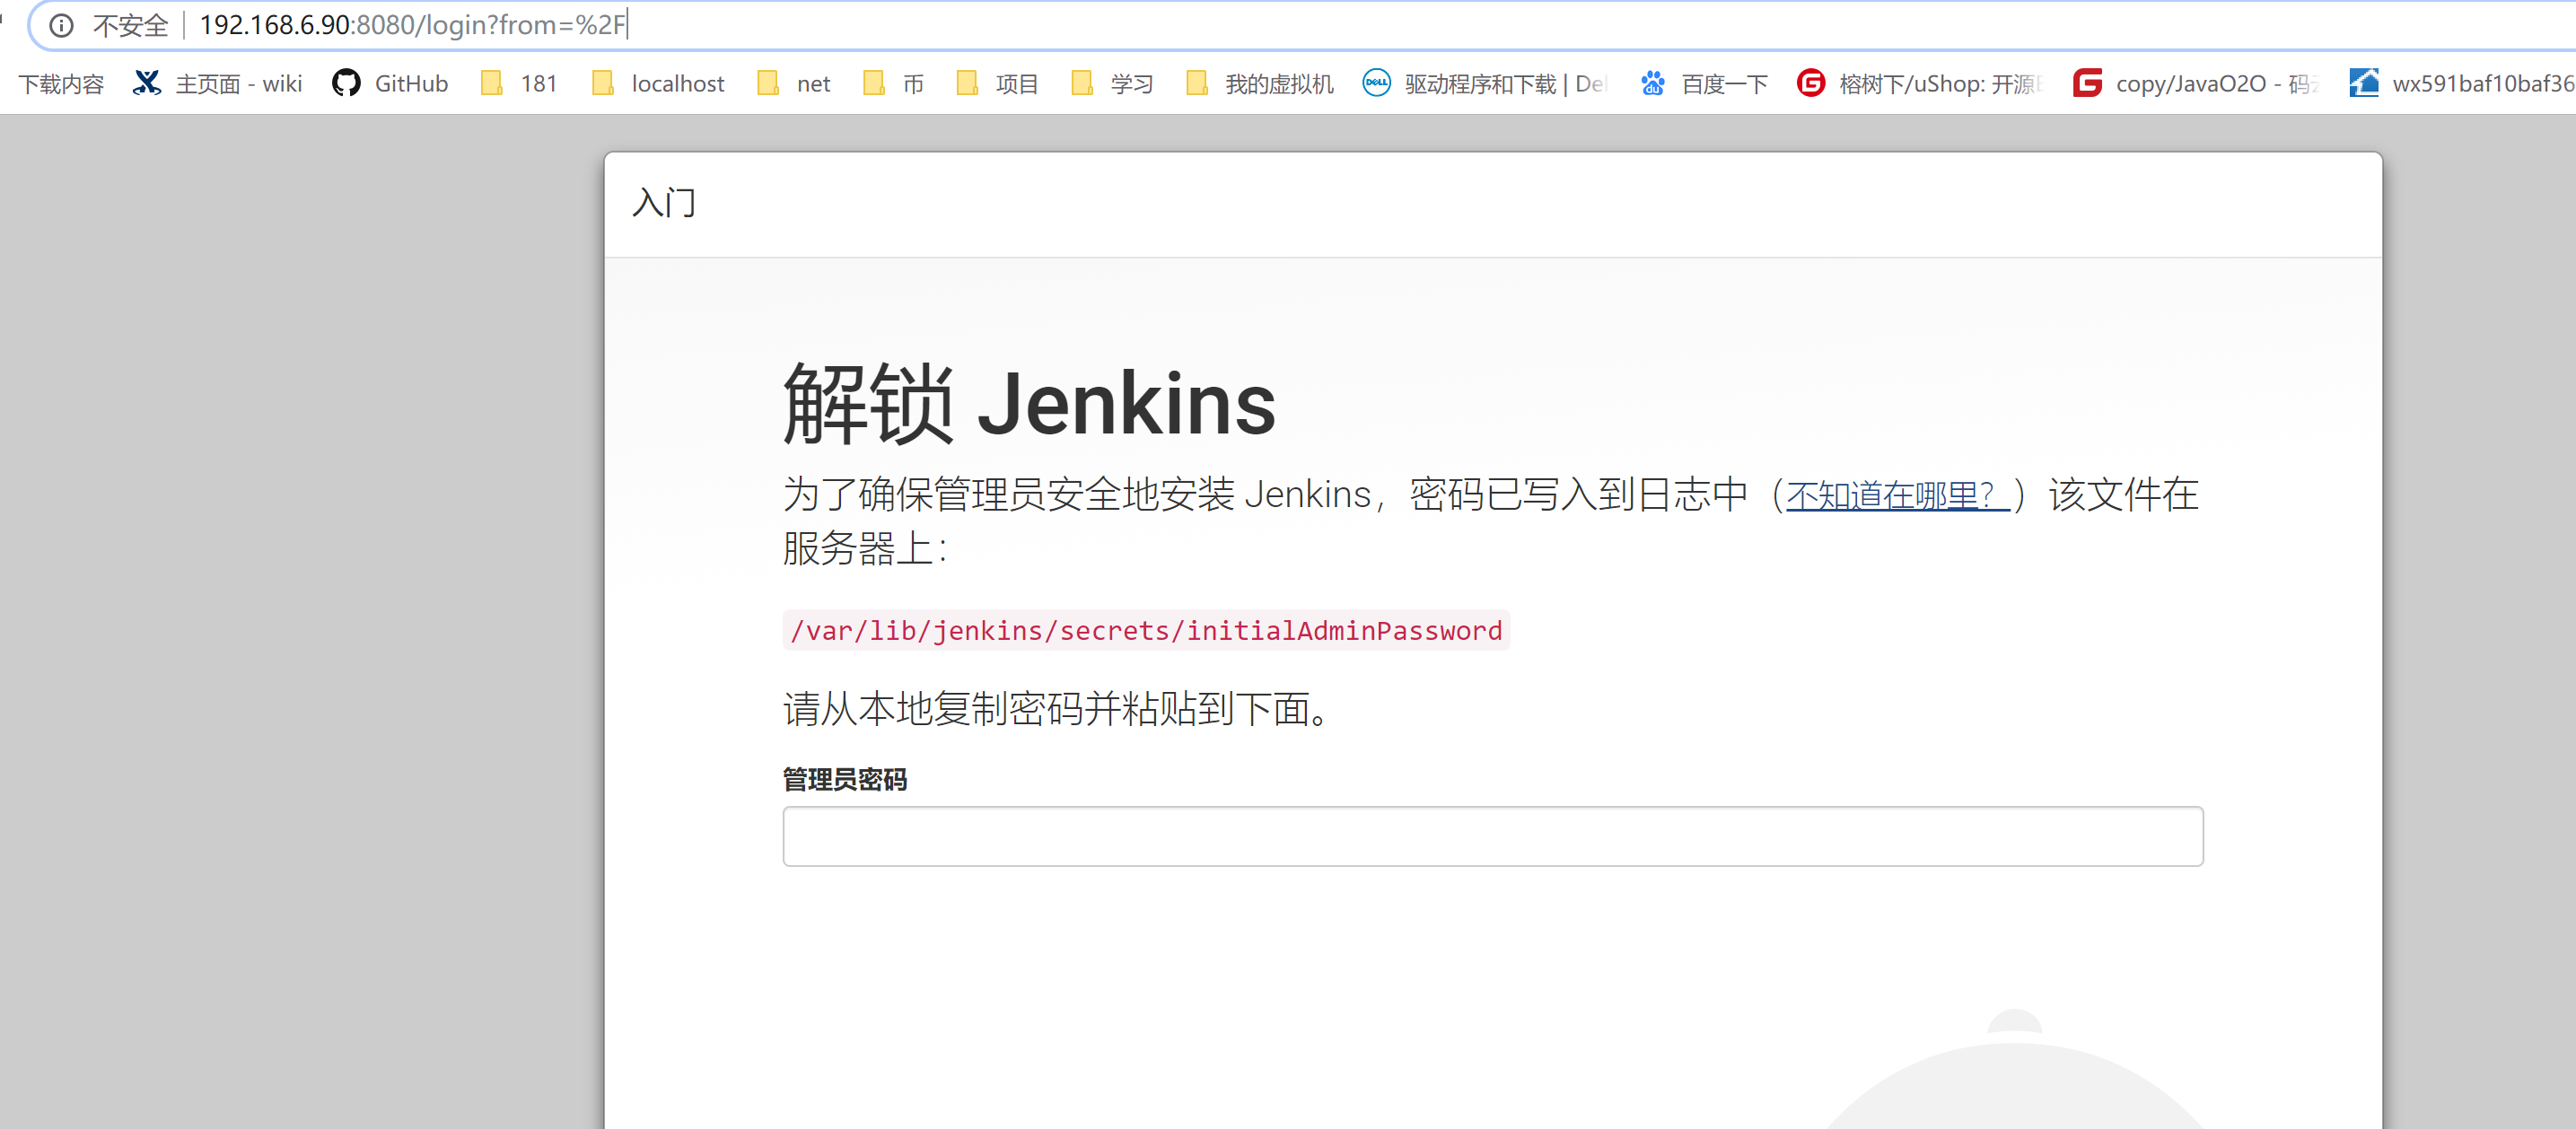 不安全 192.168.6.90:8080/login?from=%2F
下载内容 主页面 - wiki GitHub 181 localhost net 币 项目 学习 我的虚拟机 驱动程序和下载 | De 百度一下 榕树下/uShop: 开源 copy/JavaO2O - 码 wx591baf10baf36
入门
解锁 Jenkins
为了确保管理员安全地安装 Jenkins，密码已写入到日志中（不知道在哪里？）该文件在
服务器上：
/var/lib/jenkins/secrets/initialAdminPassword
请从本地复制密码并粘贴到下面。
管理员密码